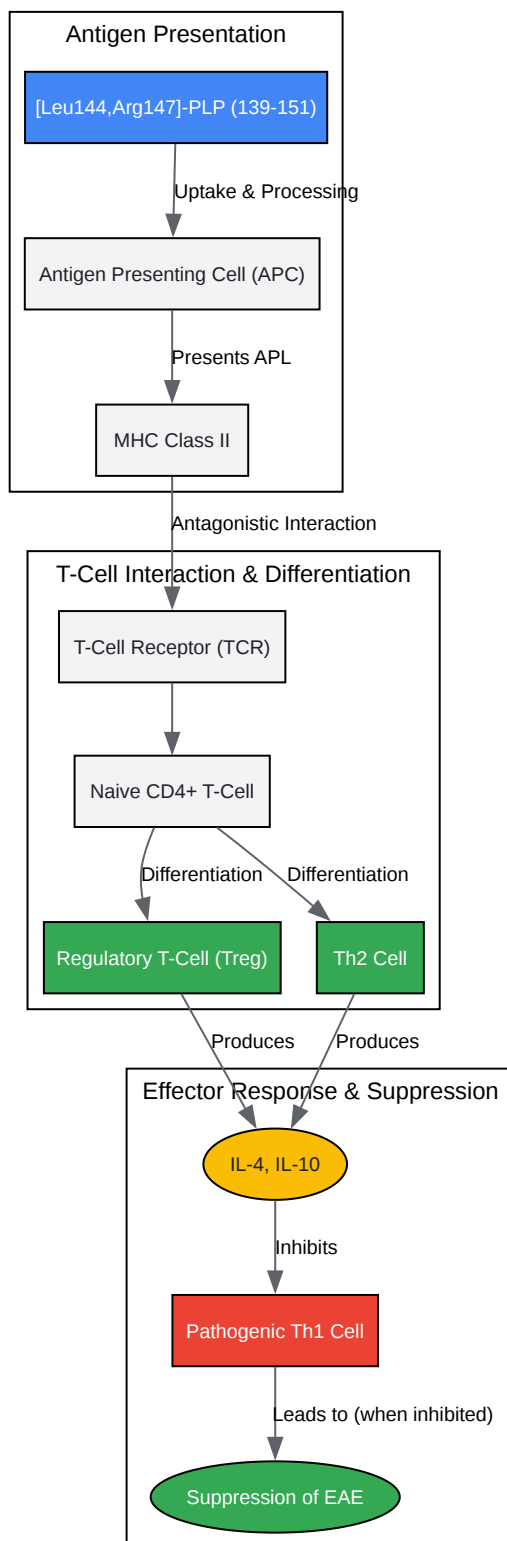 Antigen Presentation
[Leu144,Arg147]-PLP (139-151)
Uptake & Processing
Antigen Presenting Cell (APC)
Presents APL
MHC Class II
Antagonistic Interaction
T-Cell Interaction & Differentiation
T-Cell Receptor (TCR)
Naive CD4+ T-Cell
Differentiation
Differentiation
Regulatory T-Cell (Treg)
Th2 Cell
Produces
Produces
Effector Response & Suppression
IL-4, IL-10
Inhibits
Pathogenic Th1 Cell
Leads to (when inhibited)
Suppression of EAE